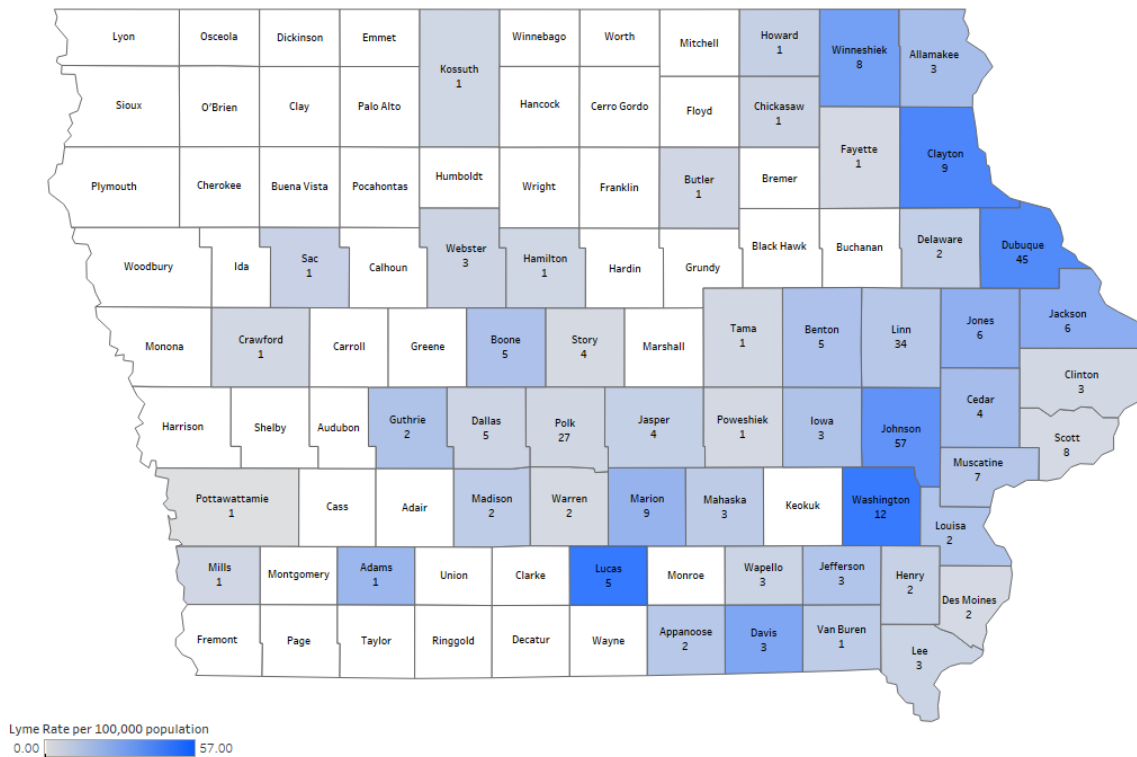 Lyon
Osceola
Dickinson
Emmet
Winnebago
Worth
Mitchell
Howard
1
Winneshiek
8
Allamakee
3
Kossuth
1
Sioux
O'Brien
Clay
Palo Alto
Hancock
Cerro Gordo
Floyd
Chickasaw
1
Fayette
1
Clayton
9
Plymouth
Cherokee
Buena Vista
Pocahontas
Humboldt
Wright
Franklin
Butler
1
Bremer
Woodbury
Ida
Sac
1
Calhoun
Webster
3
Hamilton
1
Hardin
Grundy
Black Hawk
Buchanan
Delaware
2
Dubuque
45
Monona
Crawford
1
Carroll
Greene
Boone
5
Story
4
Marshall
Tama
1
Benton
5
Linn
34
Jones
6
Jackson
6
Clinton
3
Harrison
Shelby
Audubon
Guthrie
2
Dallas
5
Polk
27
Jasper
4
Poweshiek
1
Iowa
3
Johnson
57
Cedar
4
Scott
8
Muscatine
7
Pottawattamie
1
Cass
Adair
Madison
2
Warren
2
Marion
9
Mahaska
3
Keokuk
Washington
12
Louisa
2
Mills
1
Montgomery
Adams
1
Union
Clarke
Lucas
5
Monroe
Wapello
3
Jefferson
3
Henry
2
Des Moines
2
Fremont
Page
Taylor
Ringgold
Decatur
Wayne
Appanoose
2
Davis
3
Van Buren
1
Lee
3
Lyme Rate per 100,000 population
0.00 57.00